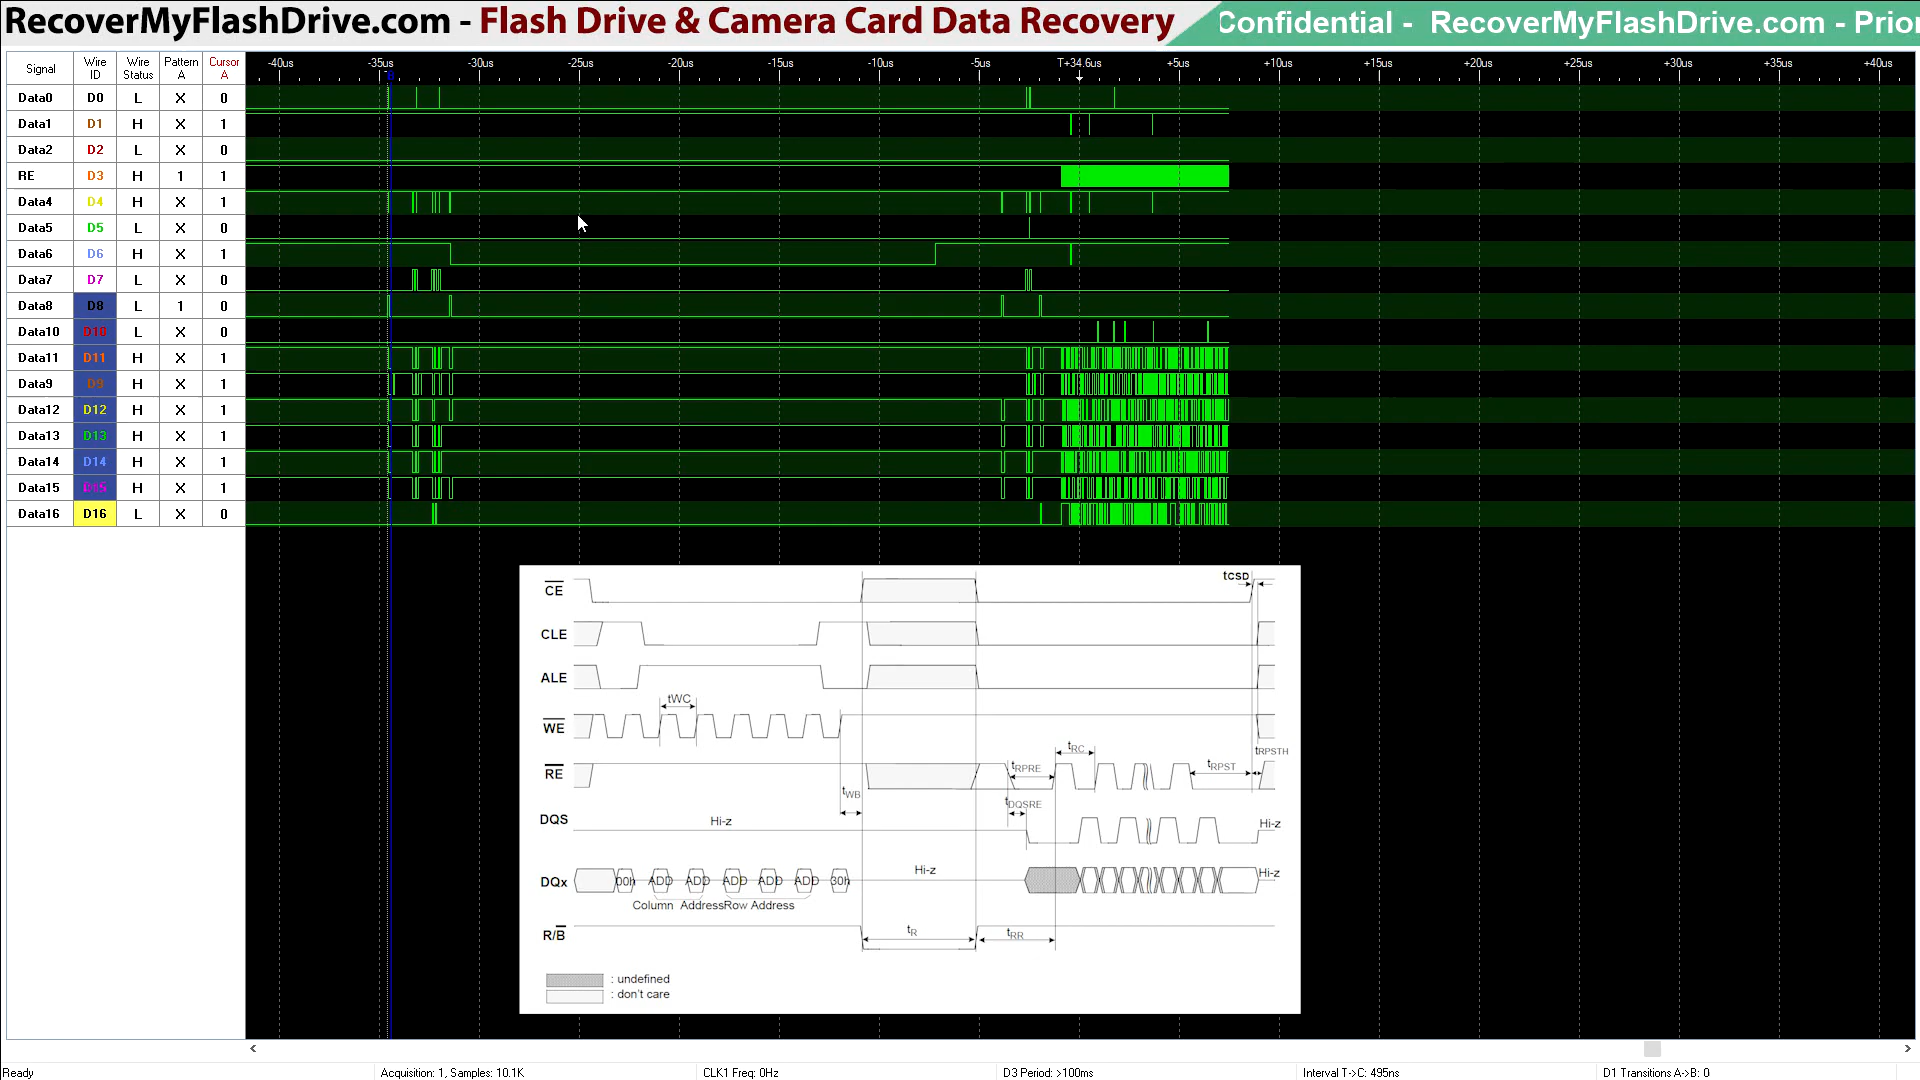 RecoverMyFlashDrive.com - Flash Drive & Camera Card Data Recovery
Confidential - RecoverMyFlashDrive.com - Prior
Signal Wire ID Wire Status Pattern A Cursor A
-40us -35us -30us -25us -20us -15us -10us -5us T+34.6us +5us +10us +15us +20us +25us +30us +35us +40us
Data0 D0 L X 0
Data1 D1 H X 1
Data2 D2 L X 0
RE D3 H 1 1
Data4 D4 H X 1
Data5 D5 L X 0
Data6 D6 H X 1
Data7 D7 L X 0
Data8 D8 L 1 0
Data10 D10 L X 0
Data11 D11 H X 1
Data9 D9 H X 1
Data12 D12 H X 1
Data13 D13 H X 1
Data14 D14 H X 1
Data15 D15 H X 1
Data16 D16 L X 0
CE tCSD
CLE
ALE
tWC
WE
tRC tRPSTH
RE tRPRE tRPST
tWB
tDQSRE
DQS Hi-z Hi-z
DQx 00h ADD ADD ADD ADD ADD 30h Hi-z Hi-z
Column Address Row Address
R/B tR tRR
: undefined
: don't care
Ready Acquisition: 1, Samples: 10.1K CLK1 Freq: 0Hz D3 Period: >100ms Interval T->C: 495ns D1 Transitions A->B: 0